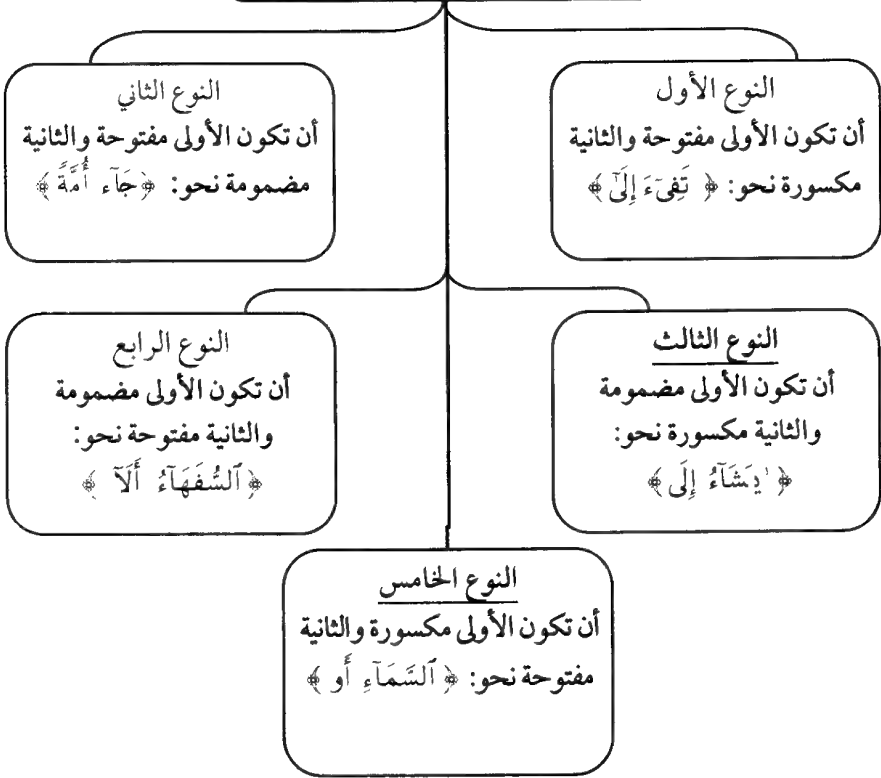 النوع الأول
أن تكون الأولى مفتوحة والثانية
مكسورة نحو: ﴿ تَفِىٓءَ إِلَىٰٓ ﴾
النوع الثاني
أن تكون الأولى مفتوحة والثانية
مضمومة نحو: ﴿ جَآءَ أُمَّةً ﴾
النوع الثالث
أن تكون الأولى مضمومة
والثانية مكسورة نحو:
﴿ يَشَآءُ إِلَى ﴾
النوع الرابع
أن تكون الأولى مضمومة
والثانية مفتوحة نحو:
﴿ ٱلسُّفَهَآءُ أَلَآ ﴾
النوع الخامس
أن تكون الأولى مكسورة والثانية
مفتوحة نحو: ﴿ ٱلسَّمَآءِ أَو ﴾